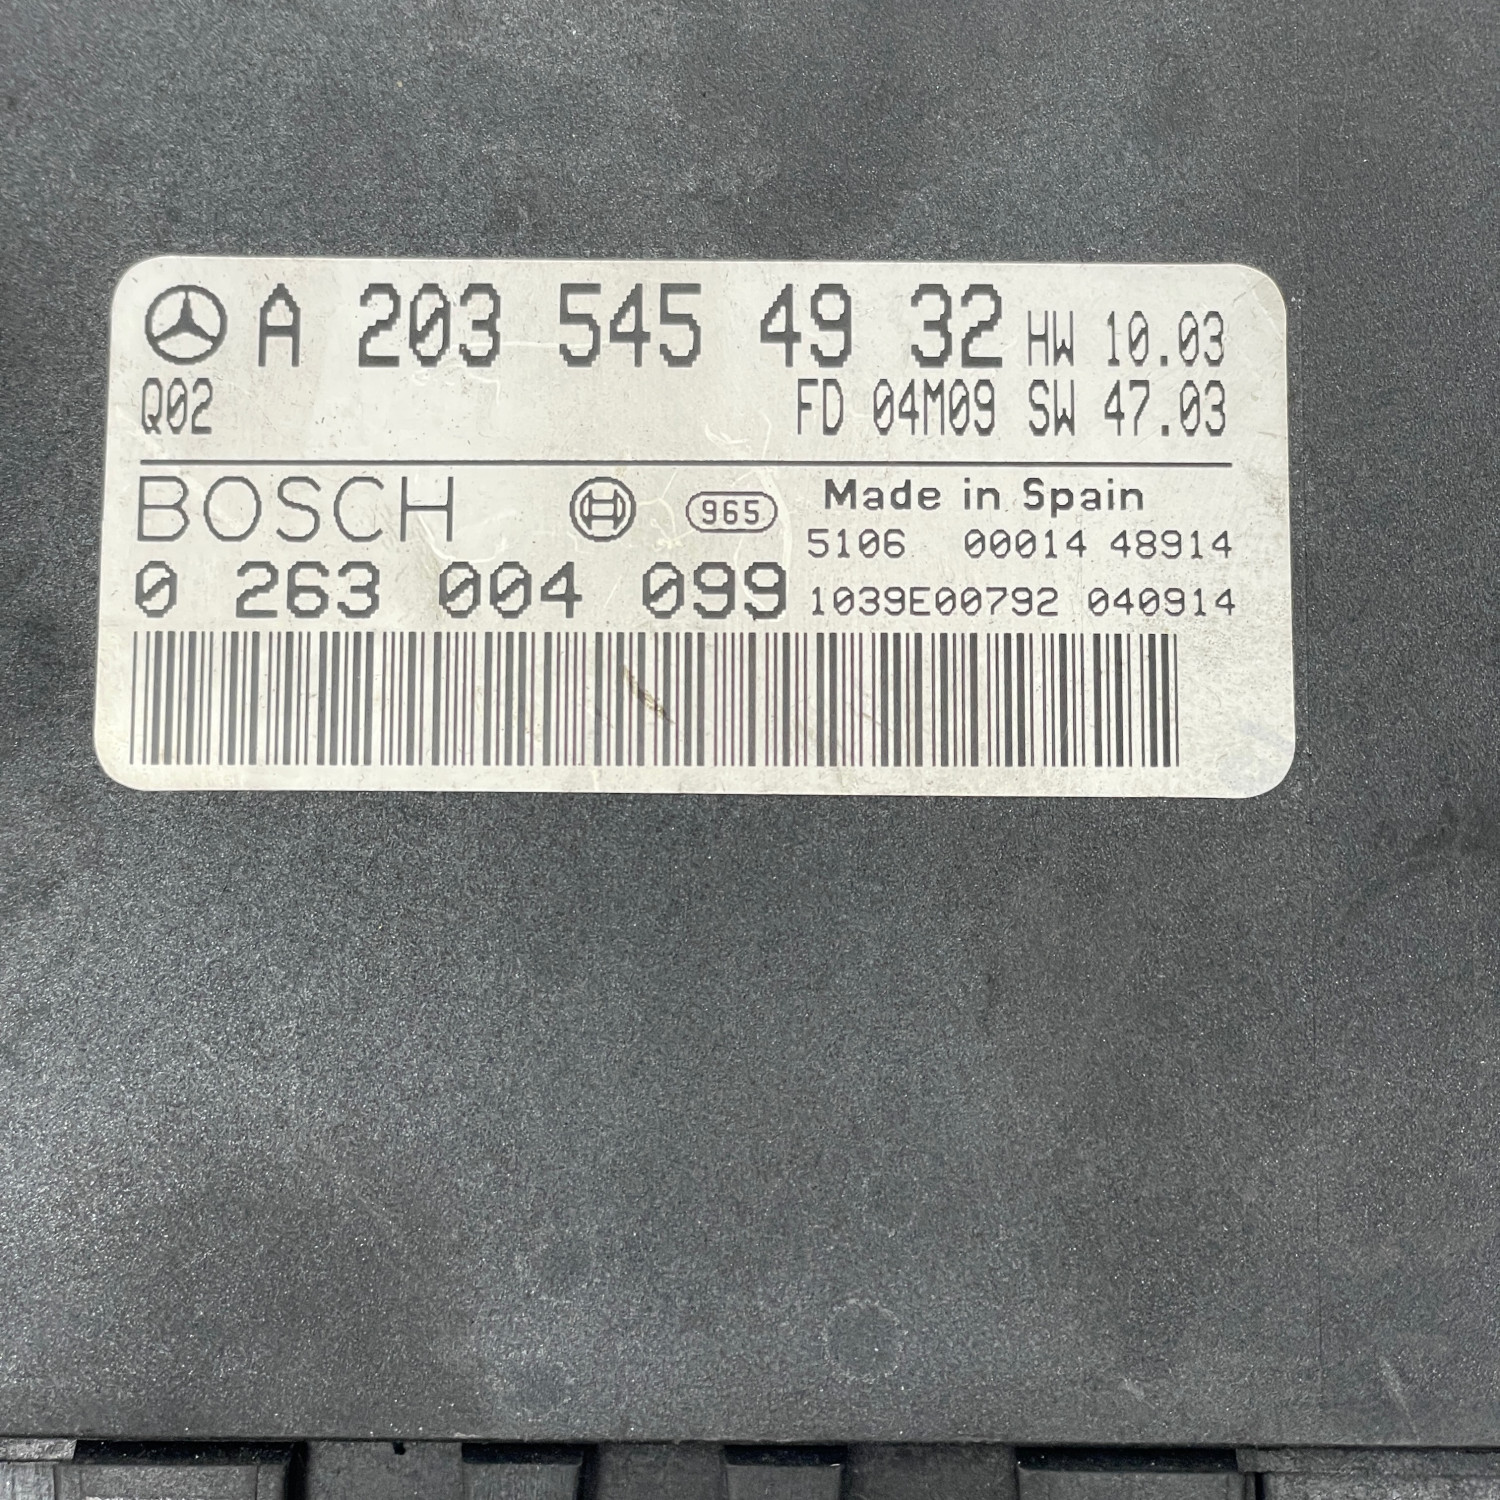 A 203 545 49 32 HW 10.03
Q02 FD 04M09 SW 47.03
BOSCH 965 Made in Spain
5106 00014 48914
0 263 004 099 1039E00792 040914